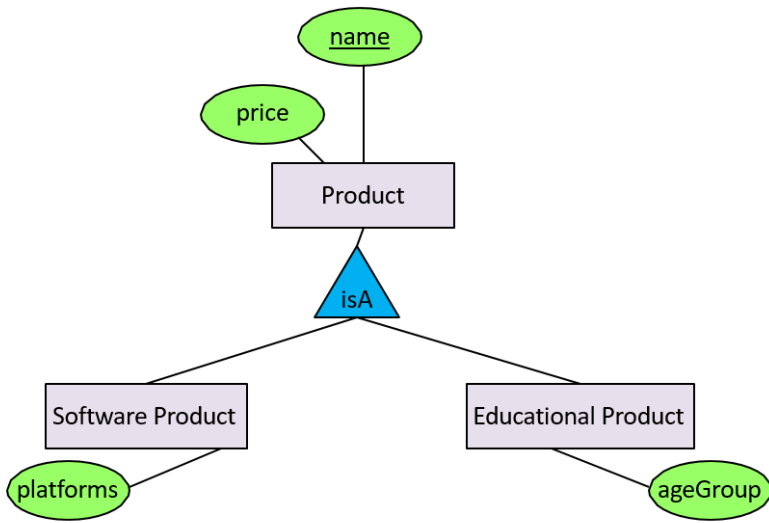 name
price
Product
isA
Software Product
Educational Product
platforms
ageGroup